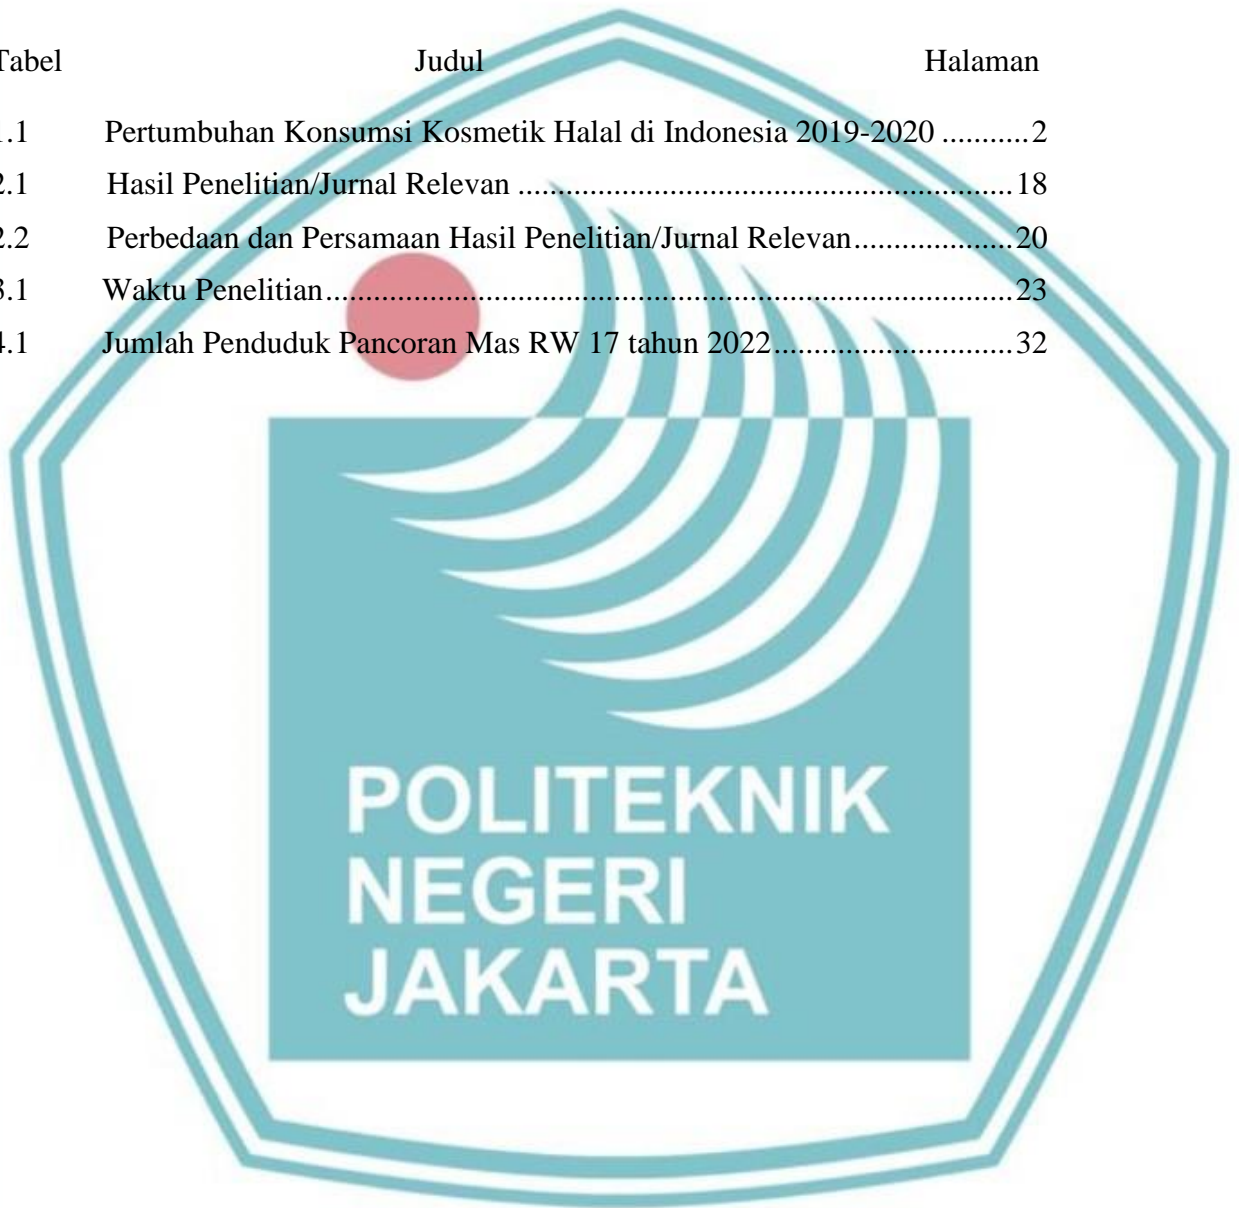 Tabel Judul Halaman
1.1 Pertumbuhan Konsumsi Kosmetik Halal di Indonesia 2019-2020 ...........2
2.1 Hasil Penelitian/Jurnal Relevan ....................................................18
2.2 Perbedaan dan Persamaan Hasil Penelitian/Jurnal Relevan.................20
3.1 Waktu Penelitian.........................................................................23
4.1 Jumlah Penduduk Pancoran Mas RW 17 tahun 2022.........................32
POLITEKNIK
NEGERI
JAKARTA